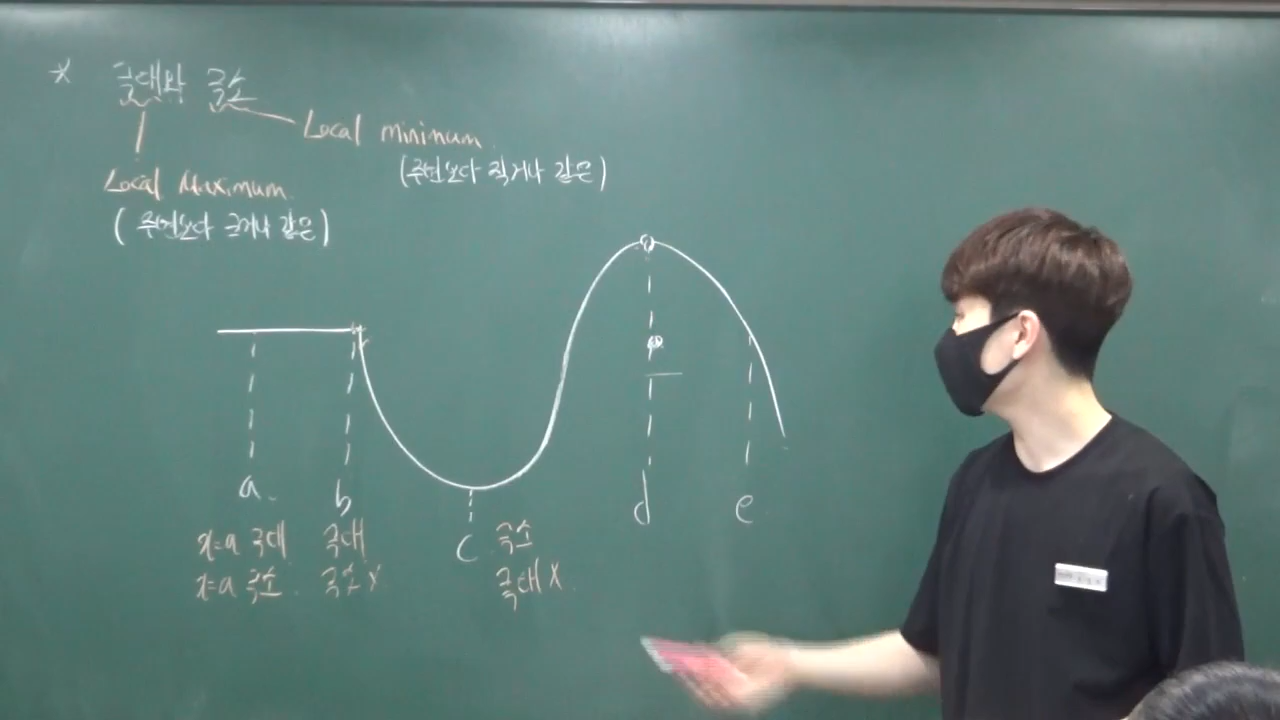 * 극대와 극소
Local minimum
(주변보다 작거나 같은)
Local Maximum
(주변보다 크거나 같은)
a b c d e
x=a 극대 극대 극소
x=a 극소 극소 x 극대 x